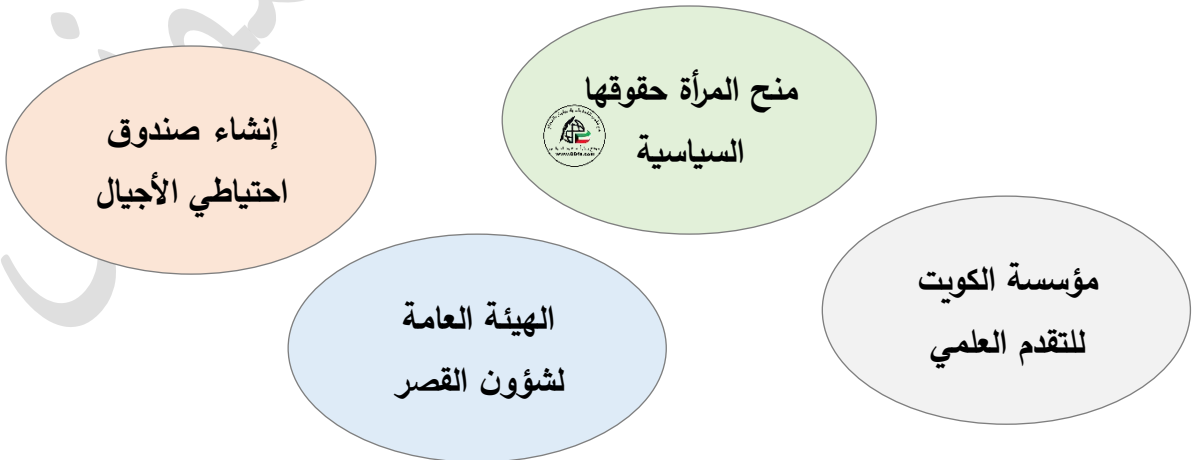 منح المرأة حقوقها
السياسية
إنشاء صندوق
احتياطي الأجيال
مؤسسة الكويت
للتقدم العلمي
الهيئة العامة
لشؤون القصر